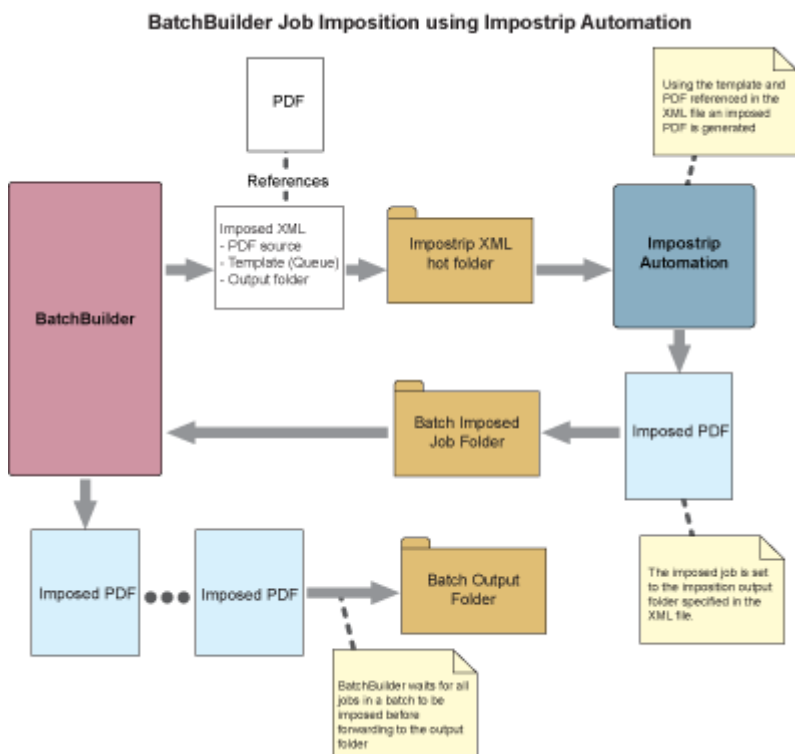 BatchBuilder Job Imposition using Impostrip Automation
PDF
Using the template and
PDF referenced in the
XML file an imposed
PDF is generated
References
Imposed XML
- PDF source
- Template (Queue)
- Output folder
Impostrip XML
hot folder
Impostrip
Automation
BatchBuilder
Batch Imposed
Job Folder
Imposed PDF
Imposed PDF
Imposed PDF
Batch Output
Folder
The imposed job is set
to the imposition output
folder specified in the
XML file.
BatchBuilder waits for all
jobs in a batch to be
imposed before
forwarding to the output
folder